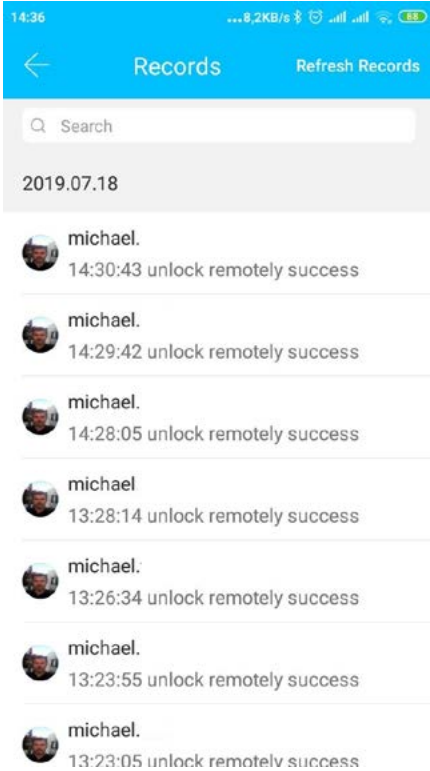 14:36
...8,2KB/s 68
Records Refresh Records
Search
2019.07.18
michael.
14:30:43 unlock remotely success
michael.
14:29:42 unlock remotely success
michael.
14:28:05 unlock remotely success
michael
13:28:14 unlock remotely success
michael.
13:26:34 unlock remotely success
michael.
13:23:55 unlock remotely success
michael.
13:23:05 unlock remotely success